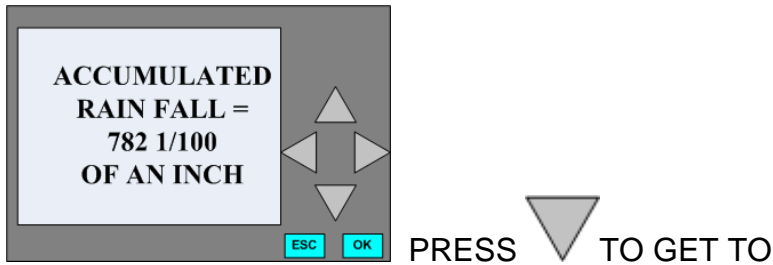 ACCUMULATED
RAIN FALL =
782 1/100
OF AN INCH
ESC OK
PRESS TO GET TO